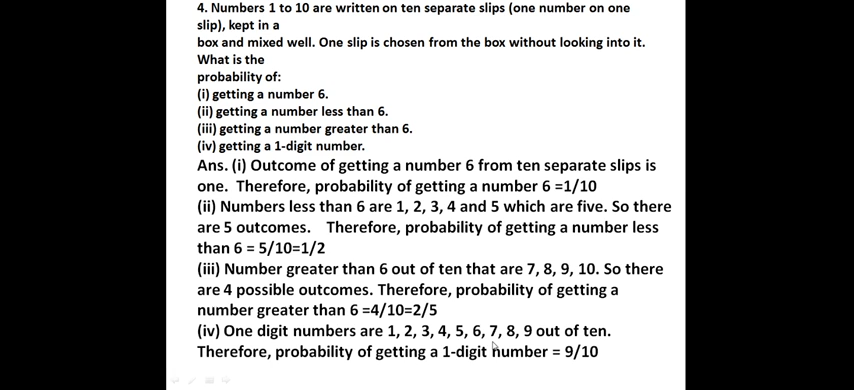 4. Numbers 1 to 10 are written on ten separate slips (one number on one
slip), kept in a
box and mixed well. One slip is chosen from the box without looking into it.
What is the
probability of:
(i) getting a number 6.
(ii) getting a number less than 6.
(iii) getting a number greater than 6.
(iv) getting a 1-digit number.
Ans. (i) Outcome of getting a number 6 from ten separate slips is
one. Therefore, probability of getting a number 6 =1/10
(ii) Numbers less than 6 are 1, 2, 3, 4 and 5 which are five. So there
are 5 outcomes. Therefore, probability of getting a number less
than 6 = 5/10=1/2
(iii) Number greater than 6 out of ten that are 7, 8, 9, 10. So there
are 4 possible outcomes. Therefore, probability of getting a
number greater than 6 =4/10=2/5
(iv) One digit numbers are 1, 2, 3, 4, 5, 6, 7, 8, 9 out of ten.
Therefore, probability of getting a 1-digit number = 9/10